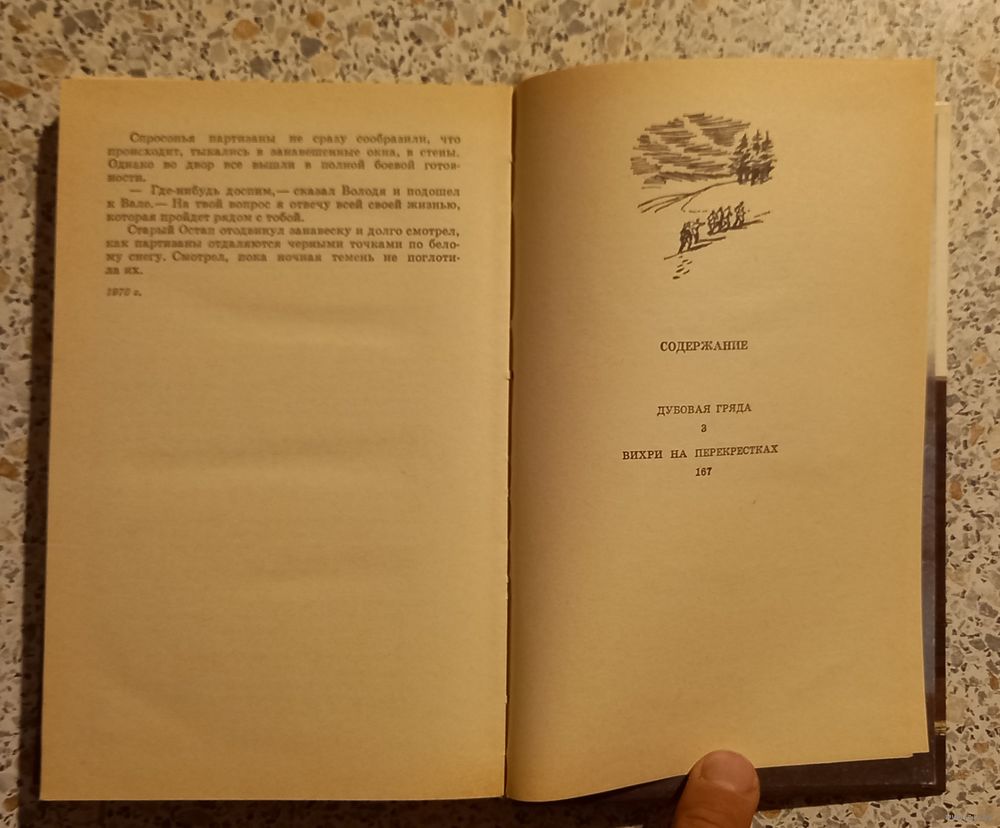 Спросонья партизаны не сразу сообразили, что
происходит, тыкались в занавешенные окна, в стены.
Однако во двор все вышли в полной боевой готов-
ности.
— Где-нибудь доспим,— сказал Володя и подошел
к Вале.— На твой вопрос я отвечу всей своей жизнью,
которая пройдет рядом с тобой.
Старый Остап отодвинул занавеску и долго смотрел,
как партизаны отдаляются черными точками по бело-
му снегу. Смотрел, пока ночная темень не поглоти-
ла их.
СОДЕРЖАНИЕ
ДУБОВАЯ ГРЯДА
3
ВИХРИ НА ПЕРЕКРЕСТКАХ
167